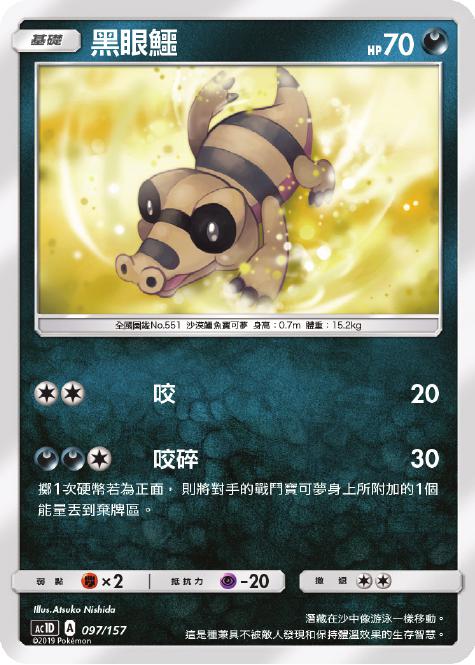 基礎 黑眼鱷 HP70
全國圖鑑No.551 沙漠鱷魚寶可夢 身高：0.7m 體重：15.2kg
咬 20
咬碎 30
擲1次硬幣若為正面，則將對手的戰鬥寶可夢身上所附加的1個
能量丟到棄牌區。
弱點 ×2 抵抗力 -20 撤退
Illus.Atsuko Nishida
潛藏在沙中像游泳一樣移動。
AC1D A 097/157
這是種兼具不被敵人發現和保持體溫效果的生存智慧。
©2019 Pokémon